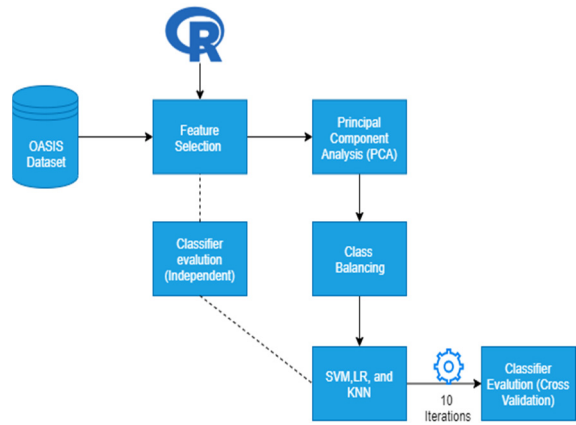 R
OASIS
Dataset
Feature
Selection
Principal
Component
Analysis (PCA)
Classifier
evalution
(Independent)
Class
Balancing
SVM,LR, and
KNN
10
Iterations
Classifier
Evalution (Cross
Validation)